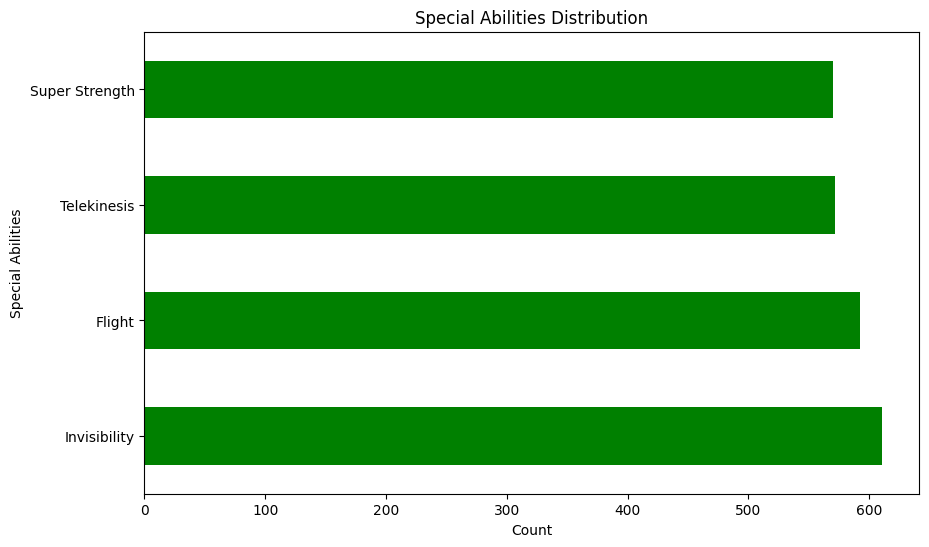 Special Abilities Distribution
Special Abilities
Super Strength
Telekinesis
Flight
Invisibility
0 100 200 300 400 500 600
Count